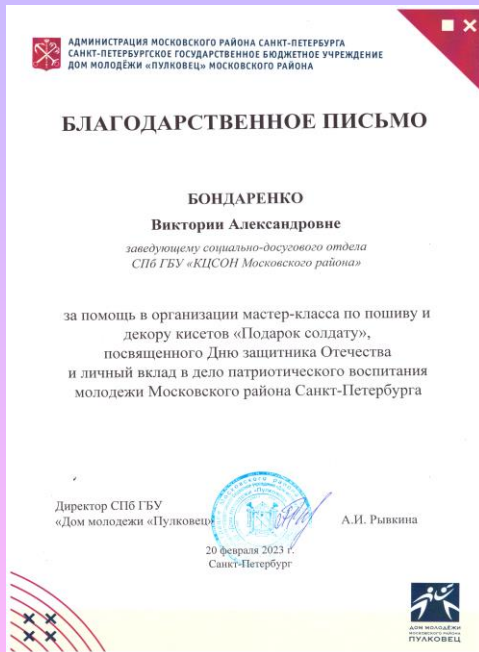 АДМИНИСТРАЦИЯ МОСКОВСКОГО РАЙОНА САНКТ-ПЕТЕРБУРГА
САНКТ-ПЕТЕРБУРГСКОЕ ГОСУДАРСТВЕННОЕ БЮДЖЕТНОЕ УЧРЕЖДЕНИЕ
ДОМ МОЛОДЁЖИ «ПУЛКОВЕЦ» МОСКОВСКОГО РАЙОНА
БЛАГОДАРСТВЕННОЕ ПИСЬМО
БОНДАРЕНКО
Виктории Александровне
заведующему социально-досугового отдела
СПб ГБУ «КЦСОН Московского района»
за помощь в организации мастер-класса по пошиву и
декору кисетов «Подарок солдату»,
посвященного Дню защитника Отечества
и личный вклад в дело патриотического воспитания
молодежи Московского района Санкт-Петербурга
Директор СПб ГБУ
«Дом молодежи «Пулковец»
А.И. Рывкина
20 февраля 2023 г.
Санкт-Петербург
ДОМ МОЛОДЁЖИ
МОСКОВСКОГО РАЙОНА
ПУЛКОВЕЦ